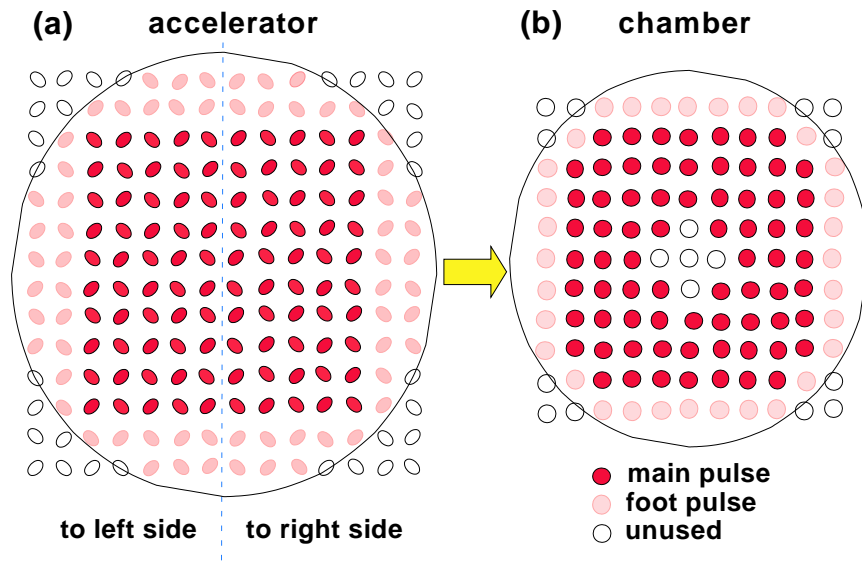 (a) accelerator
(b) chamber
to left side
to right side
main pulse
foot pulse
unused